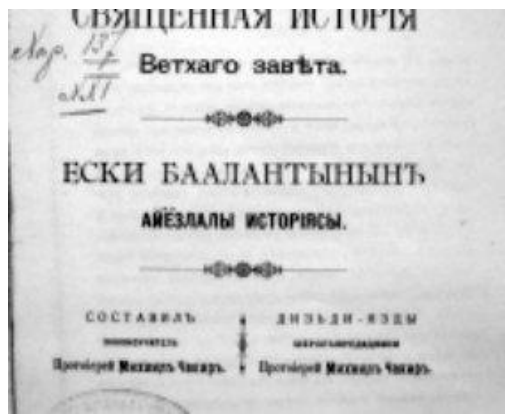 СВЯЩЕННАЯ ИСТОРІЯ
Ветхаго завѣта.
ЕСКИ БААЛАНТЫНЫНЪ
АЙЕЗЛАЛЫ ИСТОРІЯСЫ.
СОСТАВИЛЪ
Протоіерей Михаилъ Чакиръ.
ДИЗЬДИ-ЯЗДЫ
Протоіерей Михаилъ Чакиръ.